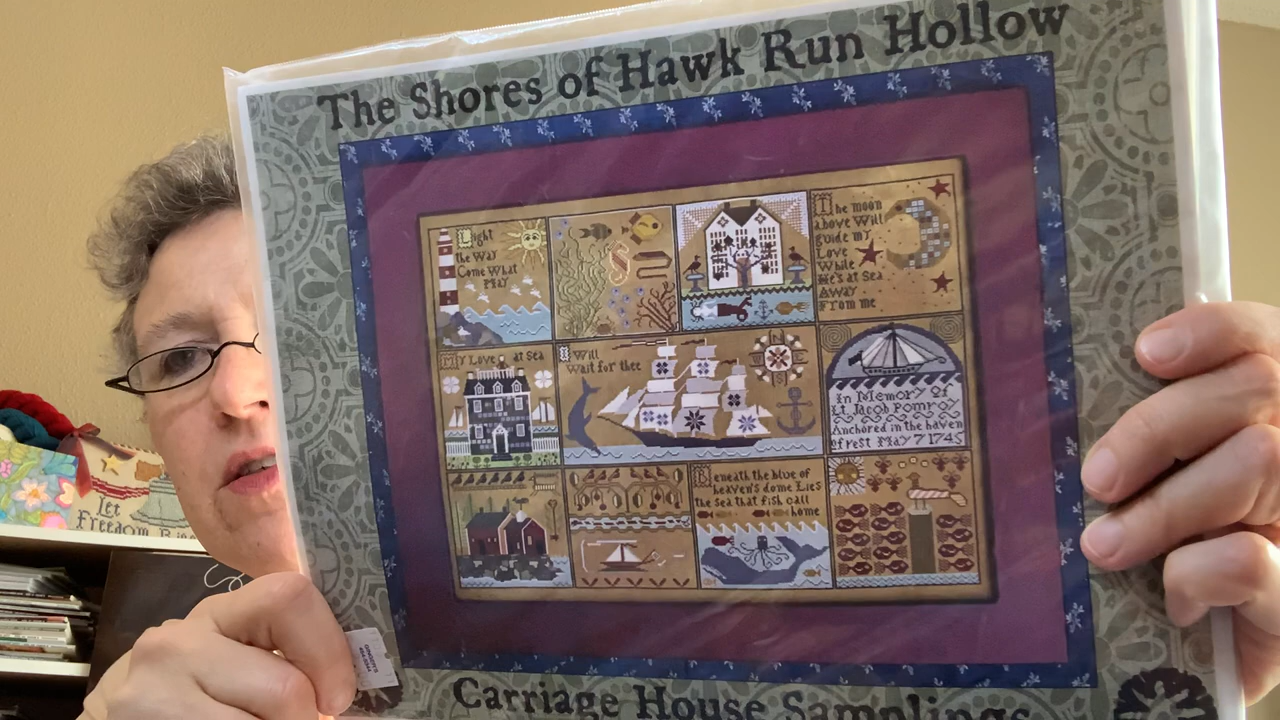 The Shores of Hawk Run Hollow
Light
the Way
Come What
May
The moon
above Will
guide my
Love
While
He's at Sea
Away
From me
My Love at Sea
I Will
Wait for thee
N
E
S
W
In Memory of
Lt Jacob Pomroy
Anchored in the haven
of rest May 7 1745
Beneath the blue of
heaven's dome Lies
the sea that fish call
home
Let
Freedom Ring
Carriage House Samplings